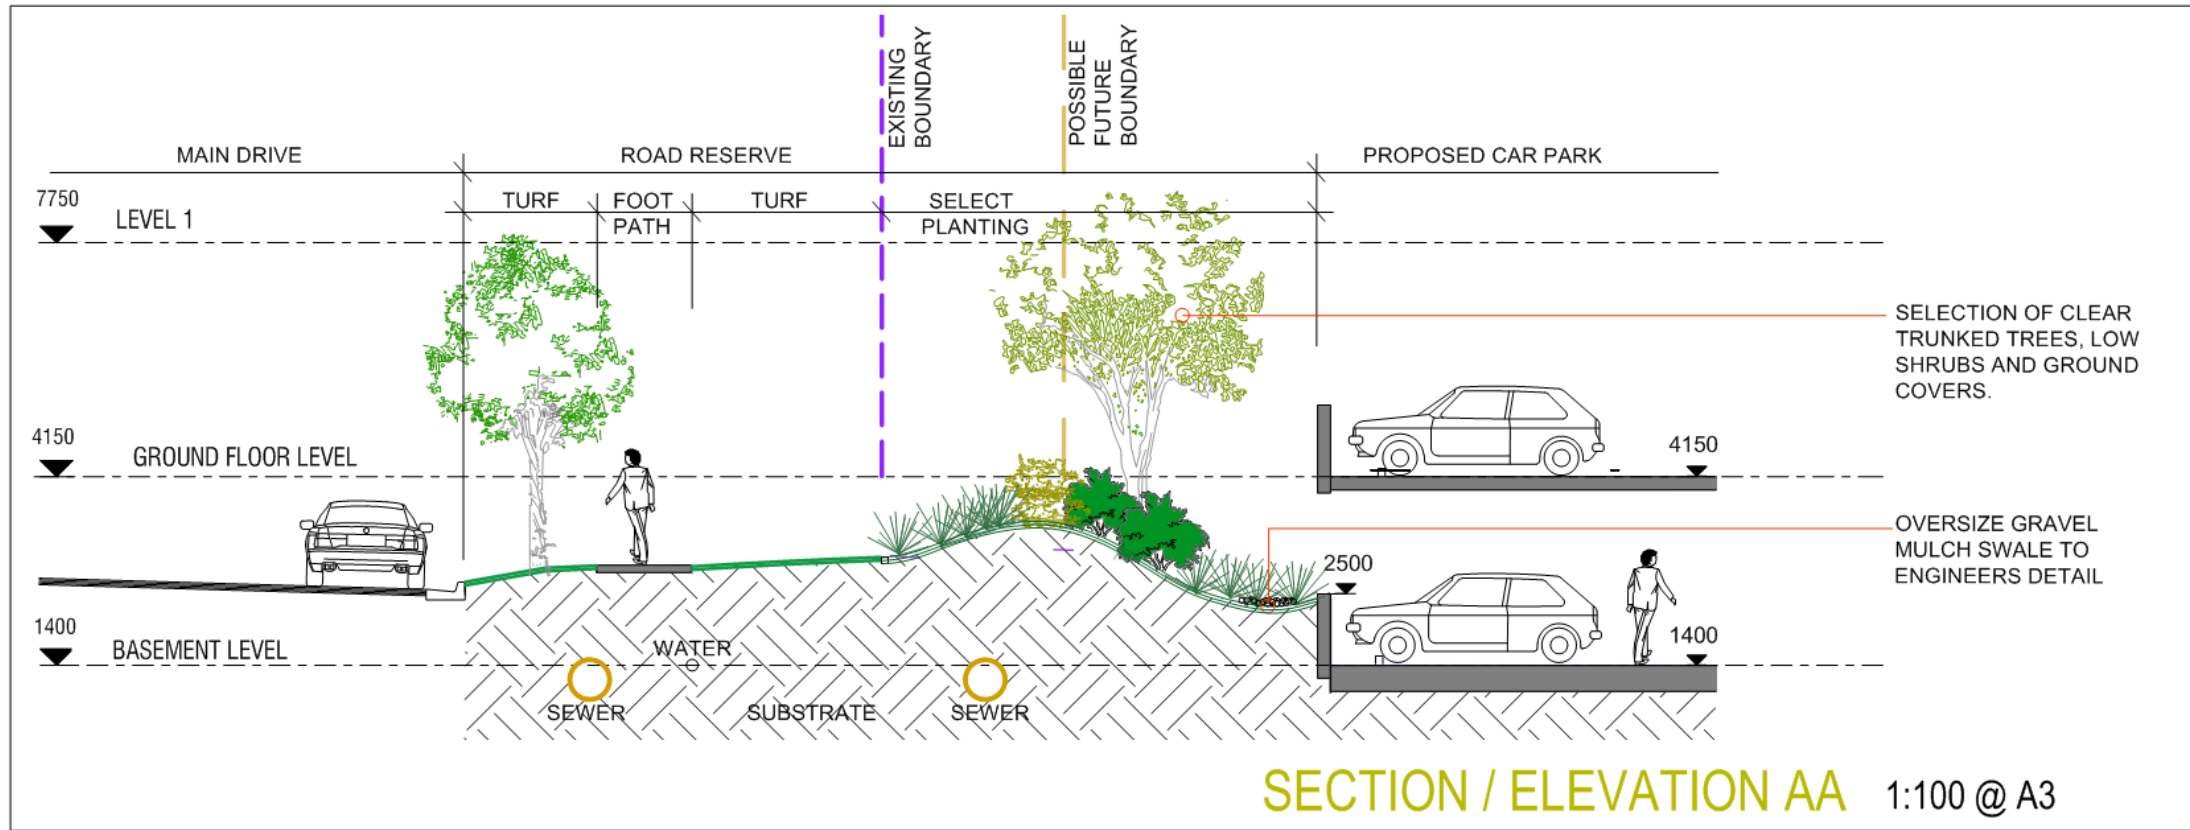 EXISTING
BOUNDARY
POSSIBLE
FUTURE
BOUNDARY
MAIN DRIVE
ROAD RESERVE
PROPOSED CAR PARK
TURF
FOOT
PATH
TURF
SELECT
PLANTING
7750
LEVEL 1
SELECTION OF CLEAR
TRUNKED TREES, LOW
SHRUBS AND GROUND
COVERS.
4150
GROUND FLOOR LEVEL
4150
OVERSIZE GRAVEL
MULCH SWALE TO
ENGINEERS DETAIL
2500
1400
BASEMENT LEVEL
WATER
1400
SEWER
SUBSTRATE
SEWER
SECTION / ELEVATION AA 1:100 @ A3